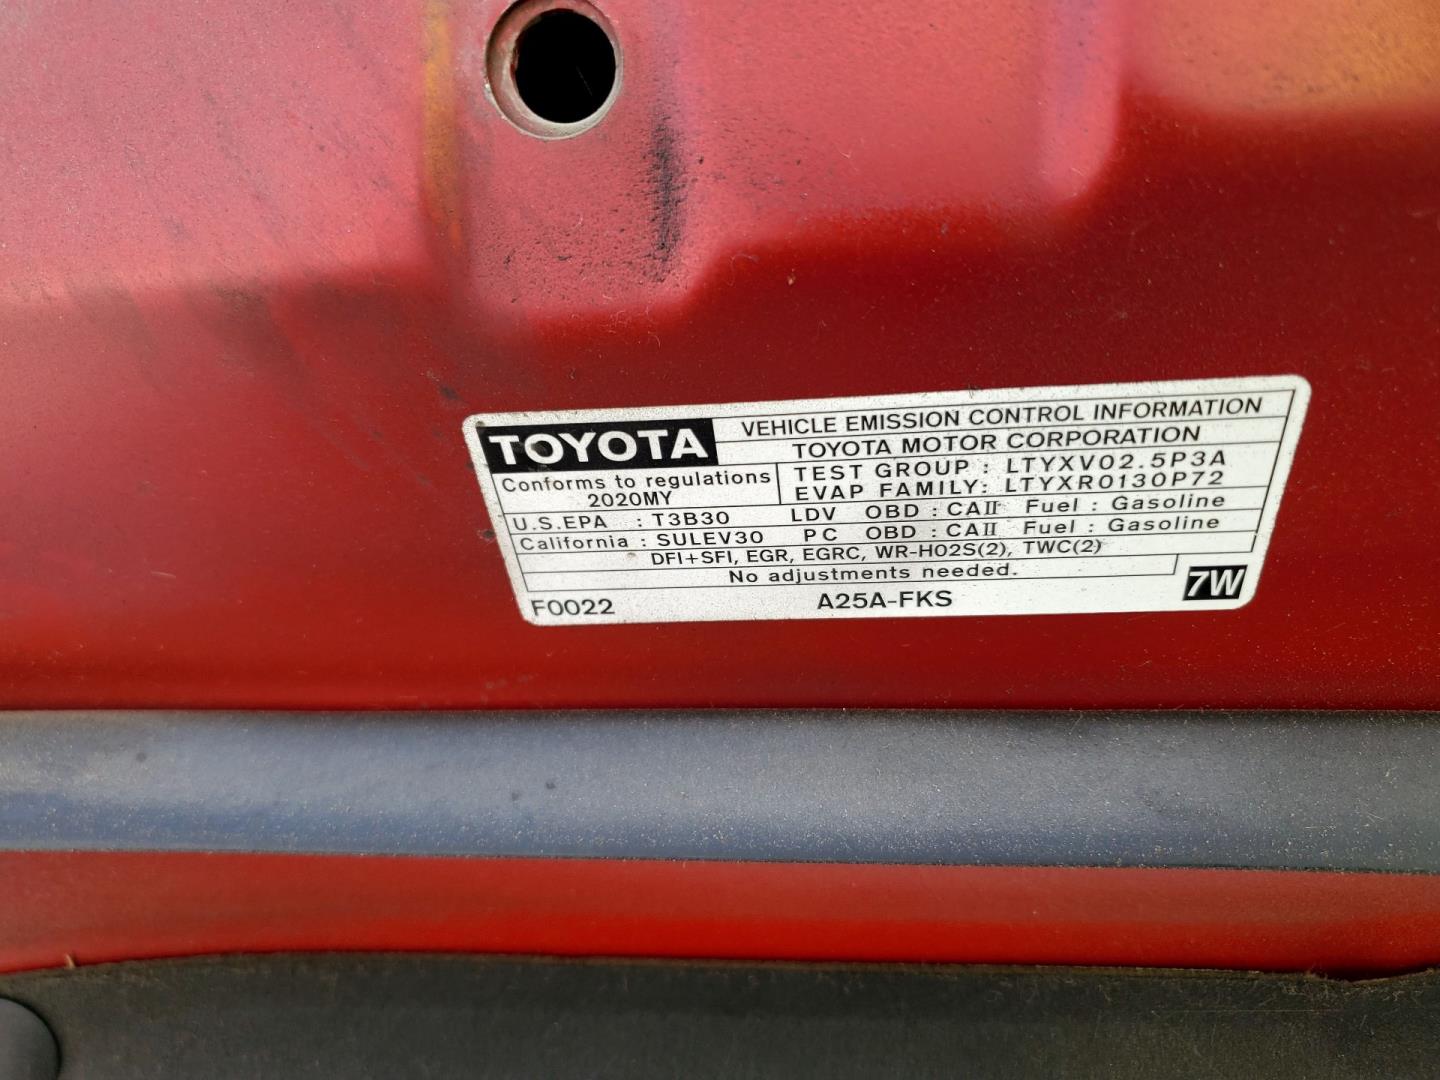 TOYOTA
VEHICLE EMISSION CONTROL INFORMATION
TOYOTA MOTOR CORPORATION
Conforms to regulations
2020MY
TEST GROUP : LTYXV02.5P3A
EVAP FAMILY: LTYXR0130P72
U.S.EPA : T3B30 LDV OBD : CAII Fuel : Gasoline
California : SULEV30 PC OBD : CAII Fuel : Gasoline
DFI+SFI, EGR, EGRC, WR-HO2S(2), TWC(2)
No adjustments needed.
F0022 A25A-FKS 7W